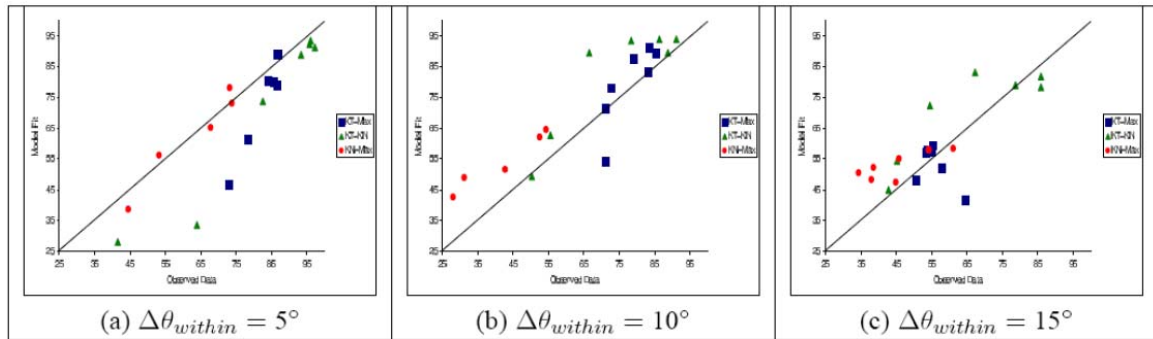 95
85
75
65
55
45
35
25
Model Fit
25 35 45 55 65 75 85 95
Observed Data
KT-Max
KT-KN
KN-Max
(a) Δθwithin = 5°
95
85
75
65
55
45
35
25
Model Fit
25 35 45 55 65 75 85 95
Observed Data
KT-Max
KT-KN
KN-Max
(b) Δθwithin = 10°
95
85
75
65
55
45
35
25
Model Fit
25 35 45 55 65 75 85 95
Observed Data
KT-Max
KT-KN
KN-Max
(c) Δθwithin = 15°